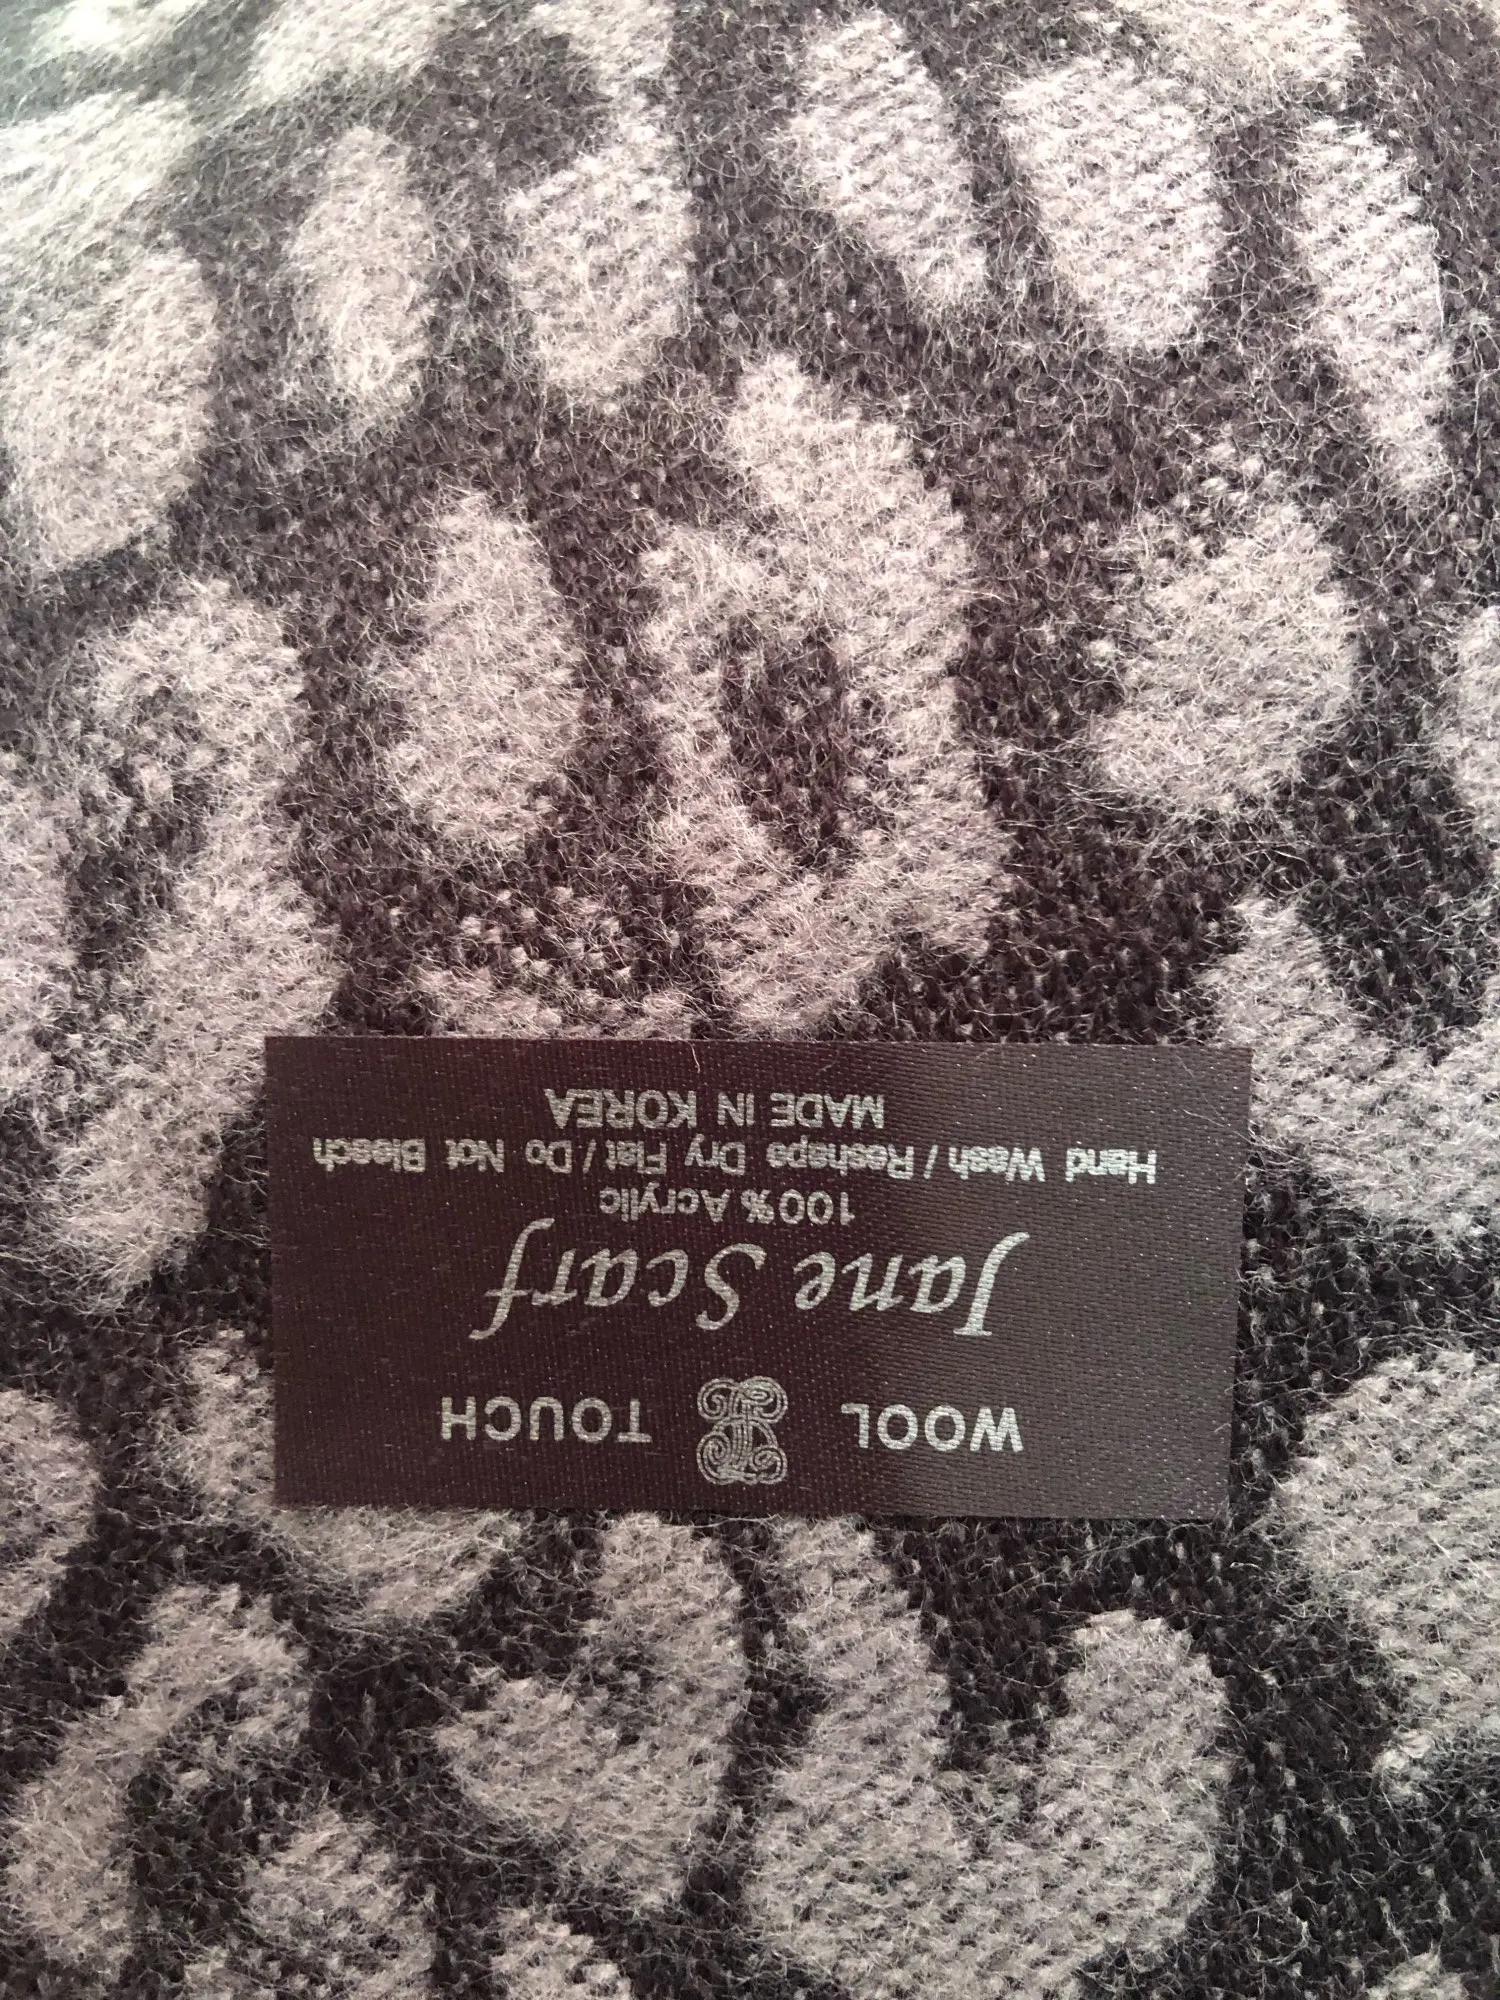 WOOL TOUCH
Jane Scarf
100% Acrylic
Hand Wash / Reshape Dry Flat / Do Not Bleach
MADE IN KOREA